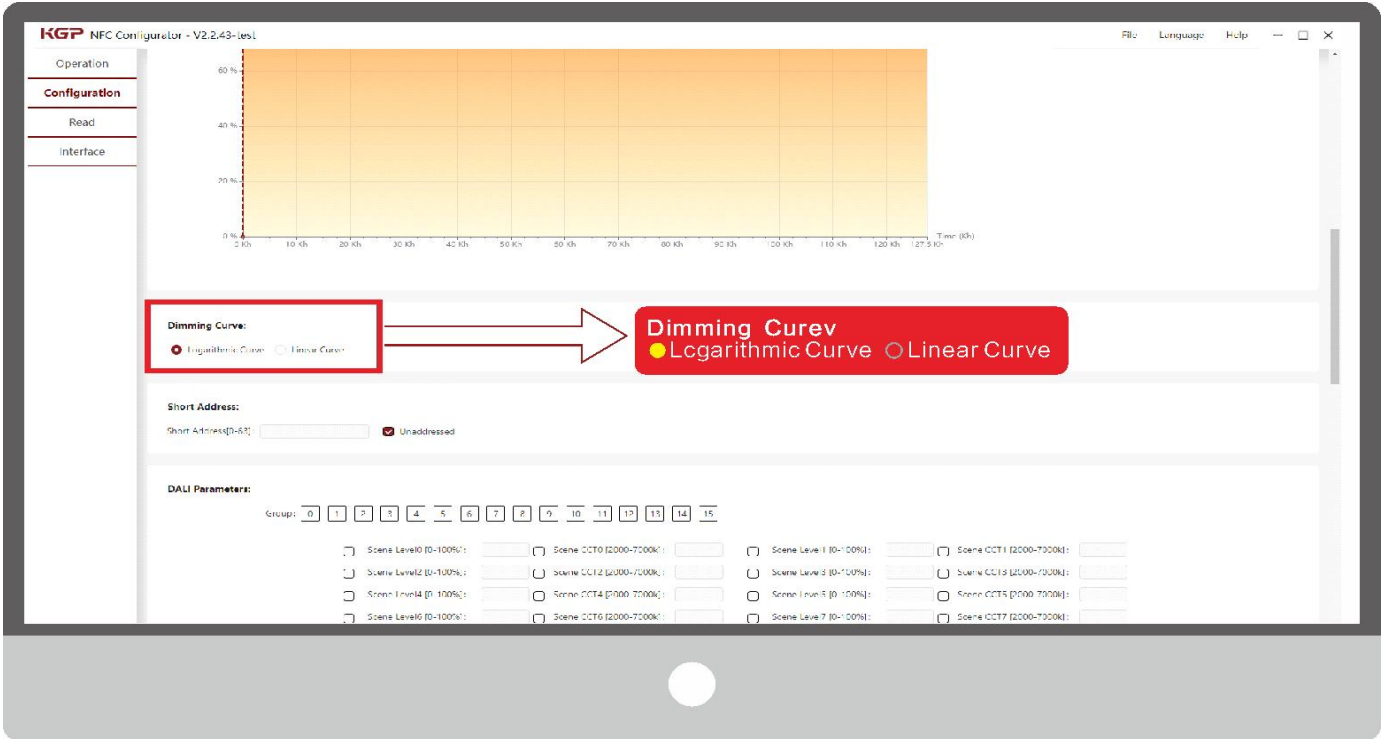 KGP NFC Configurator - V2.2.43-test File Language Help
Operation
Configuration
Read
Interface
60 %
40 %
20 %
0 %
0 Kh 10 Kh 20 Kh 30 Kh 40 Kh 50 Kh 60 Kh 70 Kh 80 Kh 90 Kh 100 Kh 110 Kh 120 Kh 127.5 Kh Time (Kh)
Dimming Curve:
Logarithmic Curve Linear Curve
Dimming Curev
Lcgarithmic Curve Linear Curve
Short Address:
Short Address[0-63]: Unaddressed
DALI Parameters:
Group: 0 1 2 3 4 5 6 7 8 9 10 11 12 13 14 15
Scene Level0 [0-100%]: Scene CCT0 [2000-7000k]: Scene Level1 [0-100%]: Scene CCT1 [2000-7000k]:
Scene Level2 [0-100%]: Scene CCT2 [2000-7000k]: Scene Level3 [0-100%]: Scene CCT3 [2000-7000k]:
Scene Level4 [0-100%]: Scene CCT4 [2000-7000k]: Scene Level5 [0-100%]: Scene CCT5 [2000-7000k]:
Scene Level6 [0-100%]: Scene CCT6 [2000-7000k]: Scene Level7 [0-100%]: Scene CCT7 [2000-7000k]: